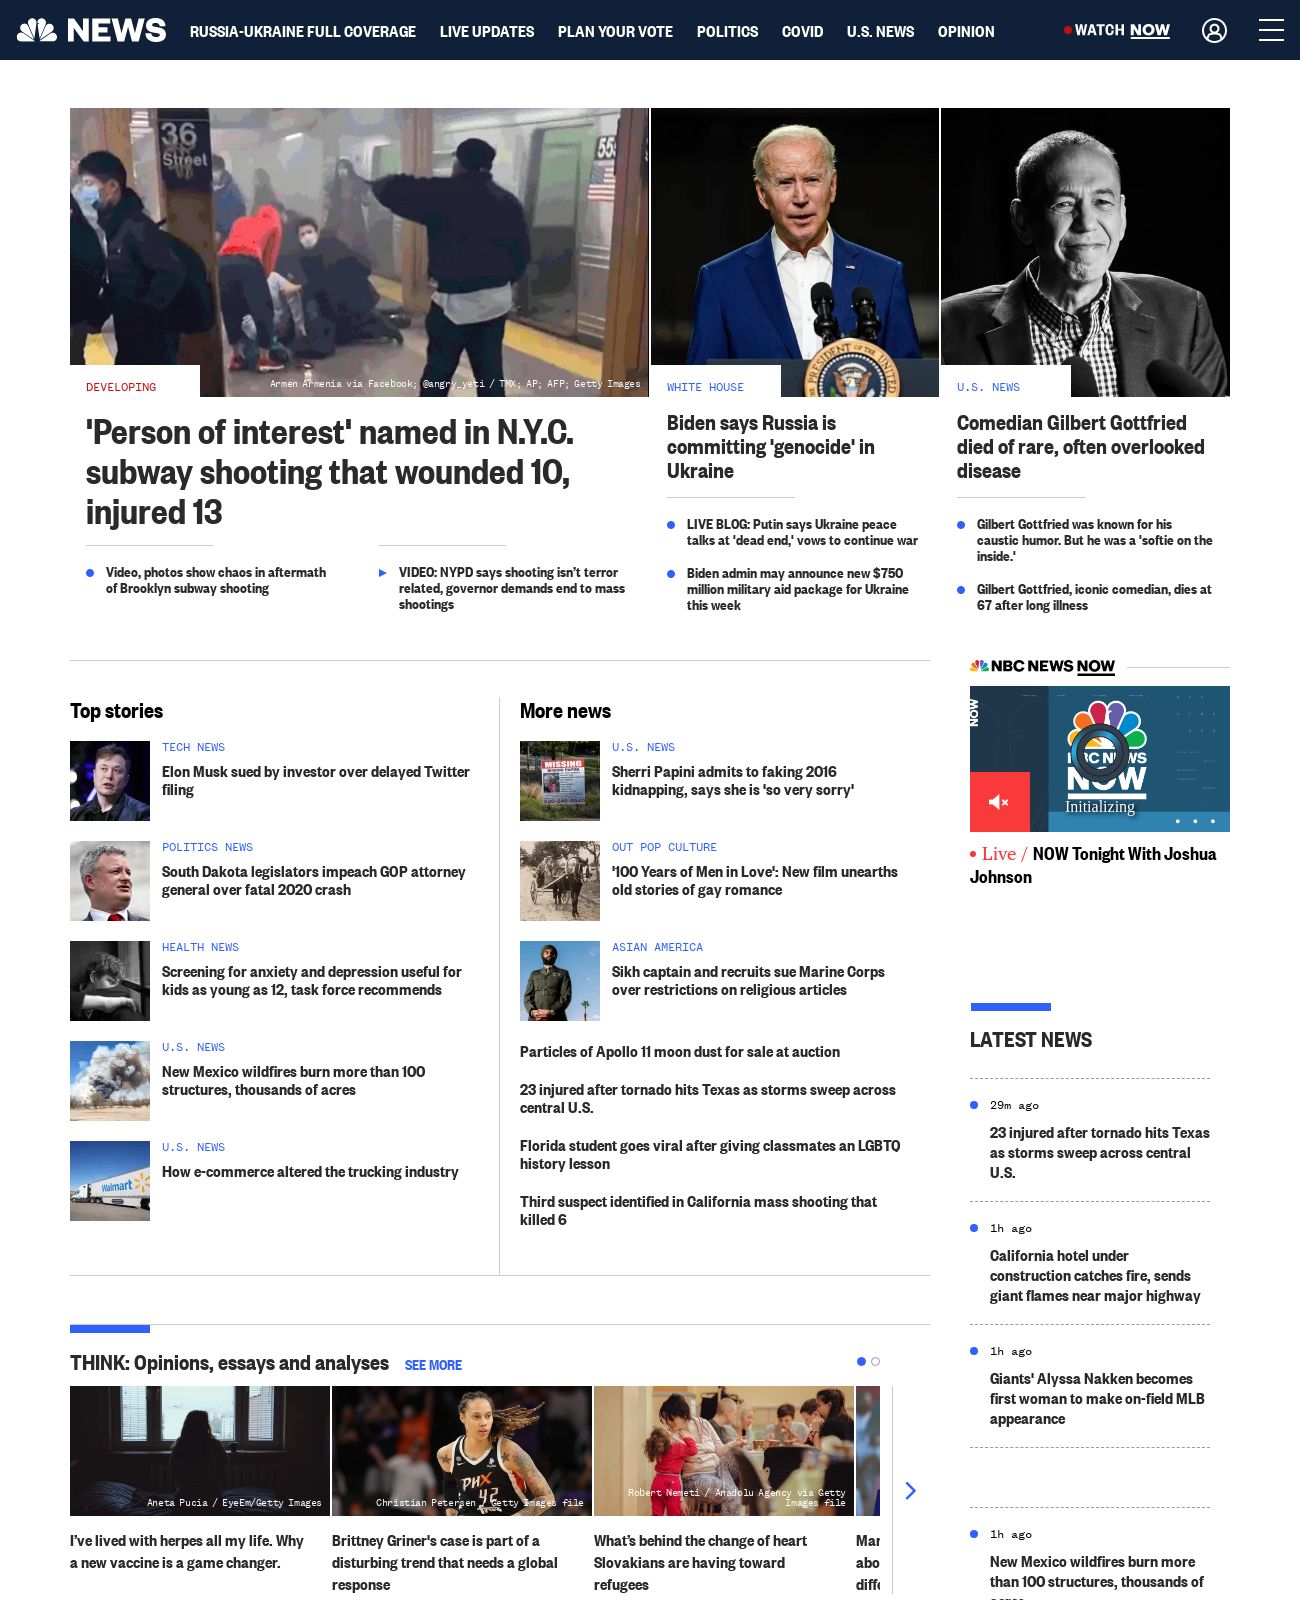 NEWS
RUSSIA-UKRAINE FULL COVERAGE
LIVE UPDATES
PLAN YOUR VOTE
POLITICS
COVID
U.S. NEWS
OPINION
WATCH NOW
36
Street
DEVELOPING
Armen Armenia via Facebook; @angry_yeti / TMX; AP; AFP; Getty Images
'Person of interest' named in N.Y.C.
subway shooting that wounded 10,
injured 13
Video, photos show chaos in aftermath
of Brooklyn subway shooting
VIDEO: NYPD says shooting isn't terror
related, governor demands end to mass
shootings
WHITE HOUSE
Biden says Russia is
committing 'genocide' in
Ukraine
LIVE BLOG: Putin says Ukraine peace
talks at 'dead end,' vows to continue war
Biden admin may announce new $750
million military aid package for Ukraine
this week
U.S. NEWS
Comedian Gilbert Gottfried
died of rare, often overlooked
disease
Gilbert Gottfried was known for his
caustic humor. But he was a 'softie on the
inside.'
Gilbert Gottfried, iconic comedian, dies at
67 after long illness
Top stories
TECH NEWS
Elon Musk sued by investor over delayed Twitter
filing
POLITICS NEWS
South Dakota legislators impeach GOP attorney
general over fatal 2020 crash
HEALTH NEWS
Screening for anxiety and depression useful for
kids as young as 12, task force recommends
U.S. NEWS
New Mexico wildfires burn more than 100
structures, thousands of acres
Walmart
U.S. NEWS
How e-commerce altered the trucking industry
More news
MISSING
SHERRI PAPINI
U.S. NEWS
Sherri Papini admits to faking 2016
kidnapping, says she is 'so very sorry'
OUT POP CULTURE
'100 Years of Men in Love': New film unearths
old stories of gay romance
ASIAN AMERICA
Sikh captain and recruits sue Marine Corps
over restrictions on religious articles
Particles of Apollo 11 moon dust for sale at auction
23 injured after tornado hits Texas as storms sweep across
central U.S.
Florida student goes viral after giving classmates an LGBTQ
history lesson
Third suspect identified in California mass shooting that
killed 6
NBC NEWS NOW
NOW
NBC NEWS
NOW
Initializing
Live / NOW Tonight With Joshua
Johnson
LATEST NEWS
29m ago
23 injured after tornado hits Texas
as storms sweep across central
U.S.
1h ago
California hotel under
construction catches fire, sends
giant flames near major highway
1h ago
Giants' Alyssa Nakken becomes
first woman to make on-field MLB
appearance
1h ago
New Mexico wildfires burn more
than 100 structures, thousands of
THINK: Opinions, essays and analyses
SEE MORE
Aneta Pucia / EyeEm/Getty Images
I've lived with herpes all my life. Why
a new vaccine is a game changer.
PHX
42
Christian Petersen / Getty Images file
Brittney Griner's case is part of a
disturbing trend that needs a global
response
Robert Nemeti / Anadolu Agency via Getty
Images file
What's behind the change of heart
Slovakians are having toward
refugees
Mar
abo
diffe